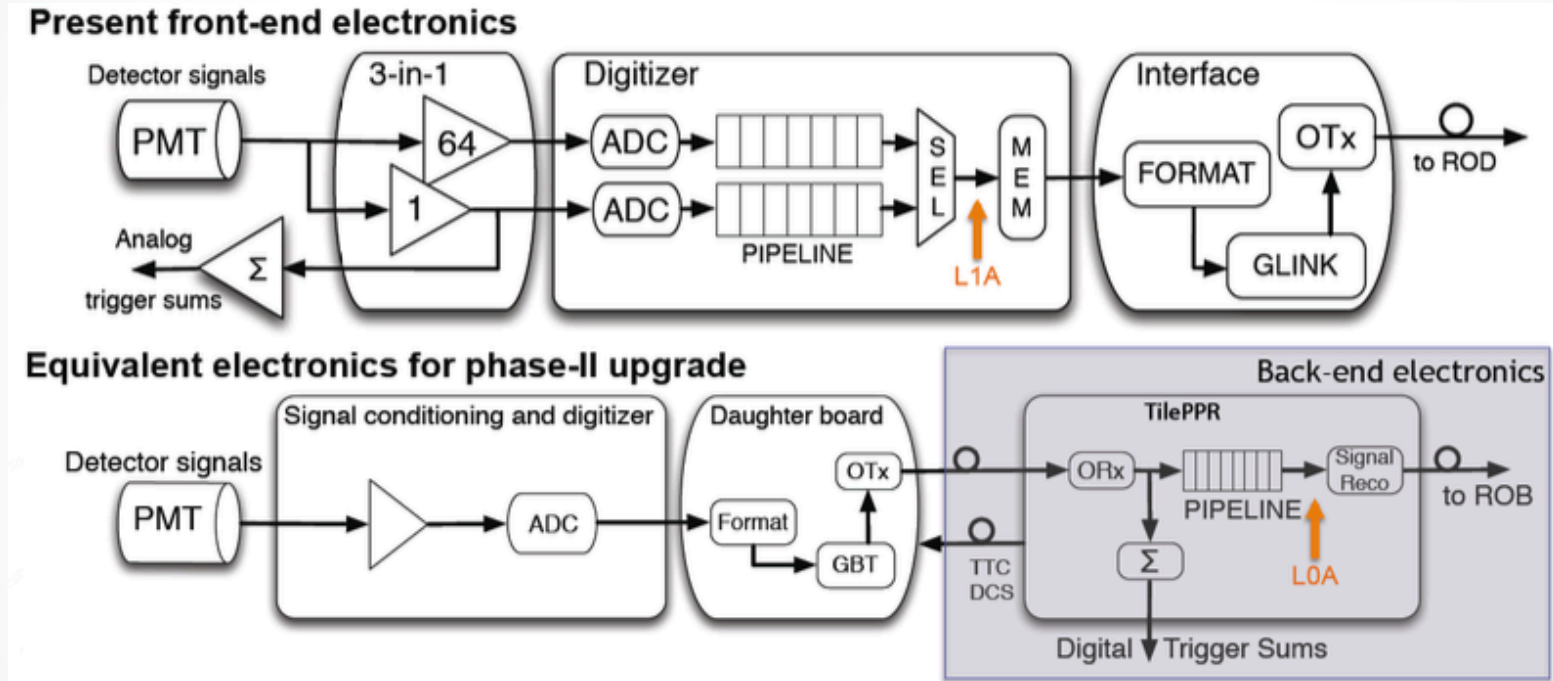 Present front-end electronics
Detector signals
PMT
3-in-1
64
1
Analog
Σ
trigger sums
Digitizer
ADC
ADC
PIPELINE
SEL
L1A
MEM
Interface
FORMAT
GLINK
OTx
to ROD
Equivalent electronics for phase-II upgrade
Detector signals
PMT
Signal conditioning and digitizer
ADC
Daughter board
Format
GBT
OTx
Back-end electronics
TTC
DCS
TilePPR
ORx
PIPELINE
Signal
Reco
L0A
Σ
Digital Trigger Sums
to ROB